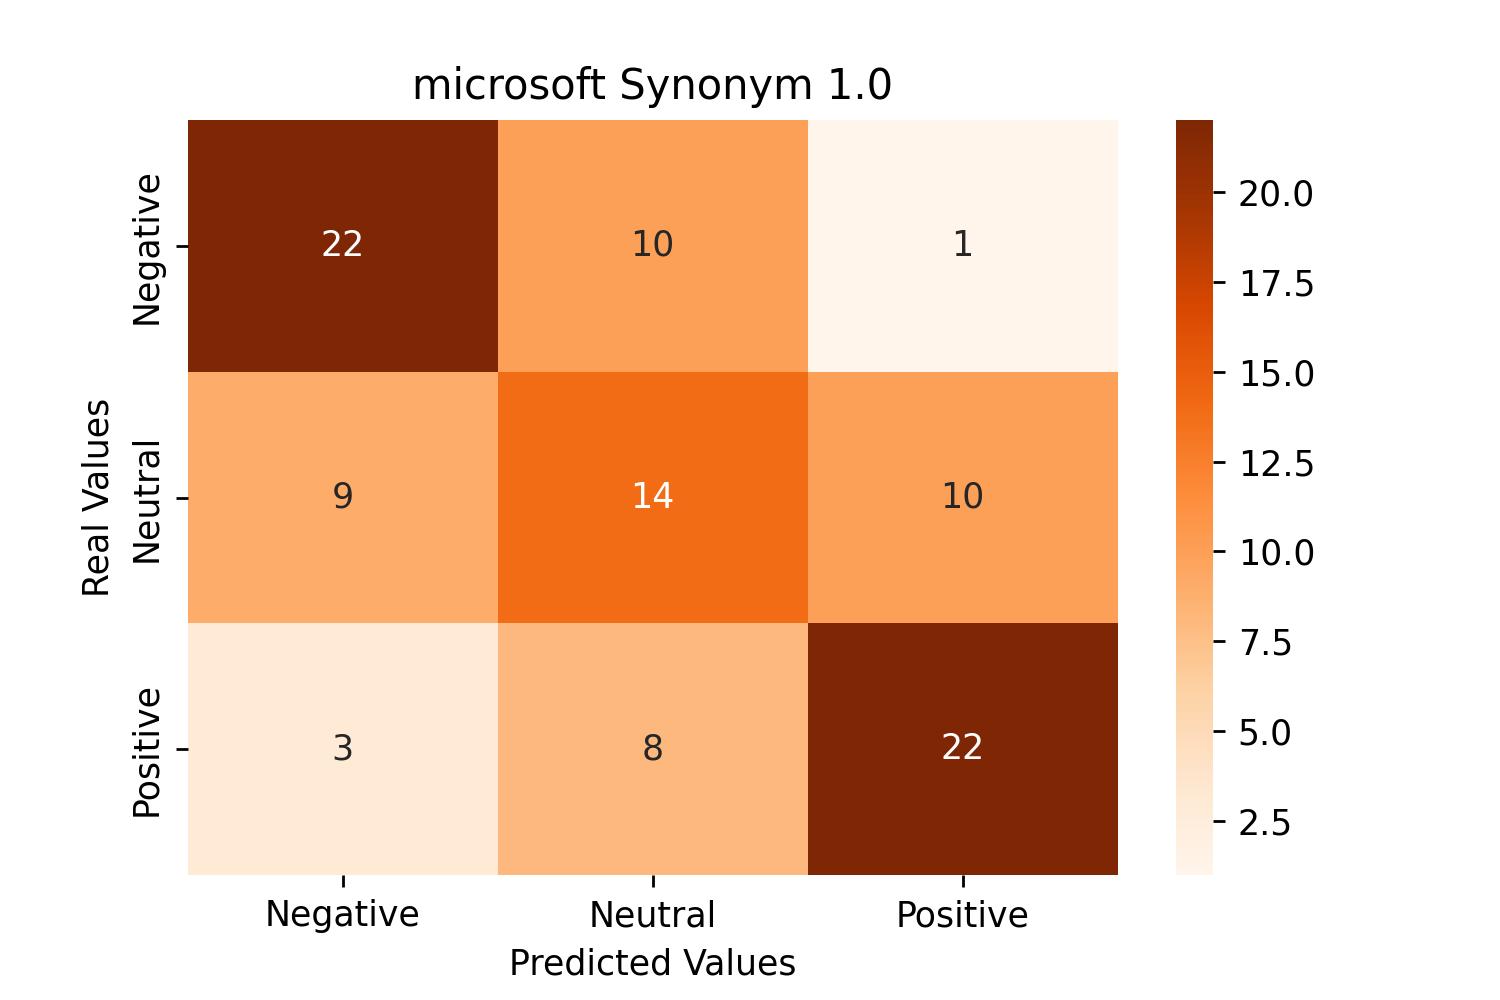 microsoft Synonym 1.0
Real Values
Negative
22
10
1
Neutral
9
14
10
Positive
3
8
22
Negative
Neutral
Positive
Predicted Values
20.0
17.5
15.0
12.5
10.0
7.5
5.0
2.5